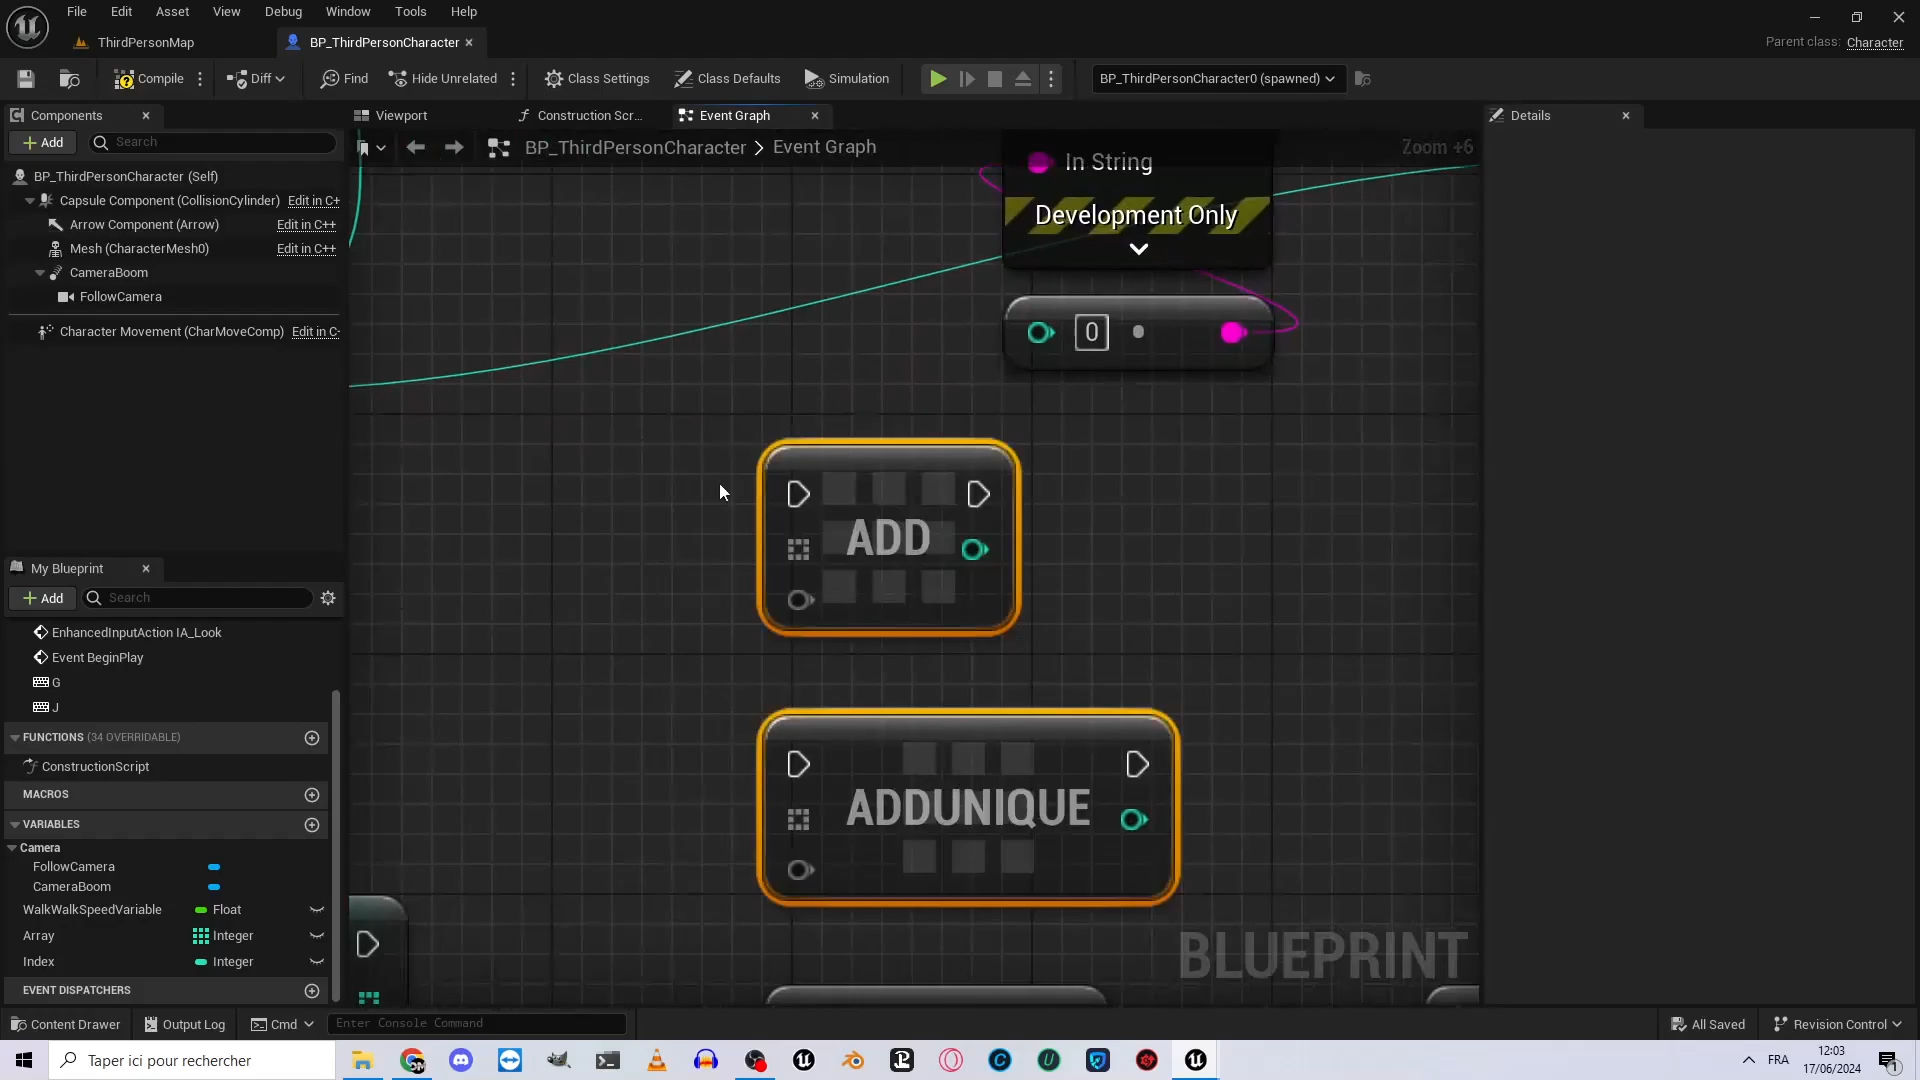 File Edit Asset View Debug Window Tools Help
ThirdPersonMap
BP_ThirdPersonCharacter
Parent class: Character
Compile
Diff
Find
Hide Unrelated
Class Settings
Class Defaults
Simulation
BP_ThirdPersonCharacter0 (spawned)
Components
Add
Search
BP_ThirdPersonCharacter (Self)
Capsule Component (CollisionCylinder) Edit in C+
Arrow Component (Arrow) Edit in C++
Mesh (CharacterMesh0) Edit in C++
CameraBoom
FollowCamera
Character Movement (CharMoveComp) Edit in C-
My Blueprint
Add
Search
EnhancedInputAction IA_Look
Event BeginPlay
G
J
FUNCTIONS (34 OVERRIDABLE)
ConstructionScript
MACROS
VARIABLES
Camera
FollowCamera
CameraBoom
WalkWalkSpeedVariable Float
Array Integer
Index Integer
EVENT DISPATCHERS
Viewport
Construction Scr...
Event Graph
BP_ThirdPersonCharacter > Event Graph
Zoom +6
In String
Development Only
0
ADD
ADDUNIQUE
BLUEPRINT
Details
Content Drawer
Output Log
Cmd
Enter Console Command
All Saved
Revision Control
Taper ici pour rechercher
FRA
12:03
17/06/2024
1